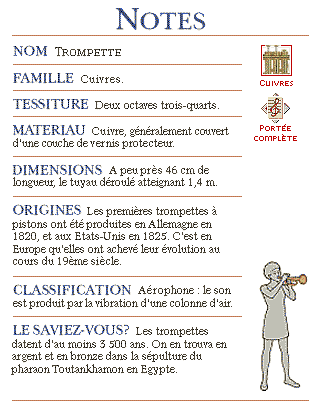 NOTES
NOM TROMPETTE
FAMILLE Cuivres.
TESSITURE Deux octaves trois-quarts.
MATERIAU Cuivre, généralement couvert
d'une couche de vernis protecteur.
DIMENSIONS A peu près 46 cm de
longueur, le tuyau déroulé atteignant 1,4 m.
ORIGINES Les premières trompettes à
pistons ont été produites en Allemagne en
1820, et aux Etats-Unis en 1825. C'est en
Europe qu'elles ont achevé leur évolution au
cours du 19ème siècle.
CLASSIFICATION Aérophone : le son
est produit par la vibration d'une colonne d'air.
LE SAVIEZ-VOUS? Les trompettes
datent d'au moins 3 500 ans. On en trouva en
argent et en bronze dans la sépulture du
pharaon Toutankhamon en Egypte.
CUIVRES
PORTÉE
COMPLÈTE